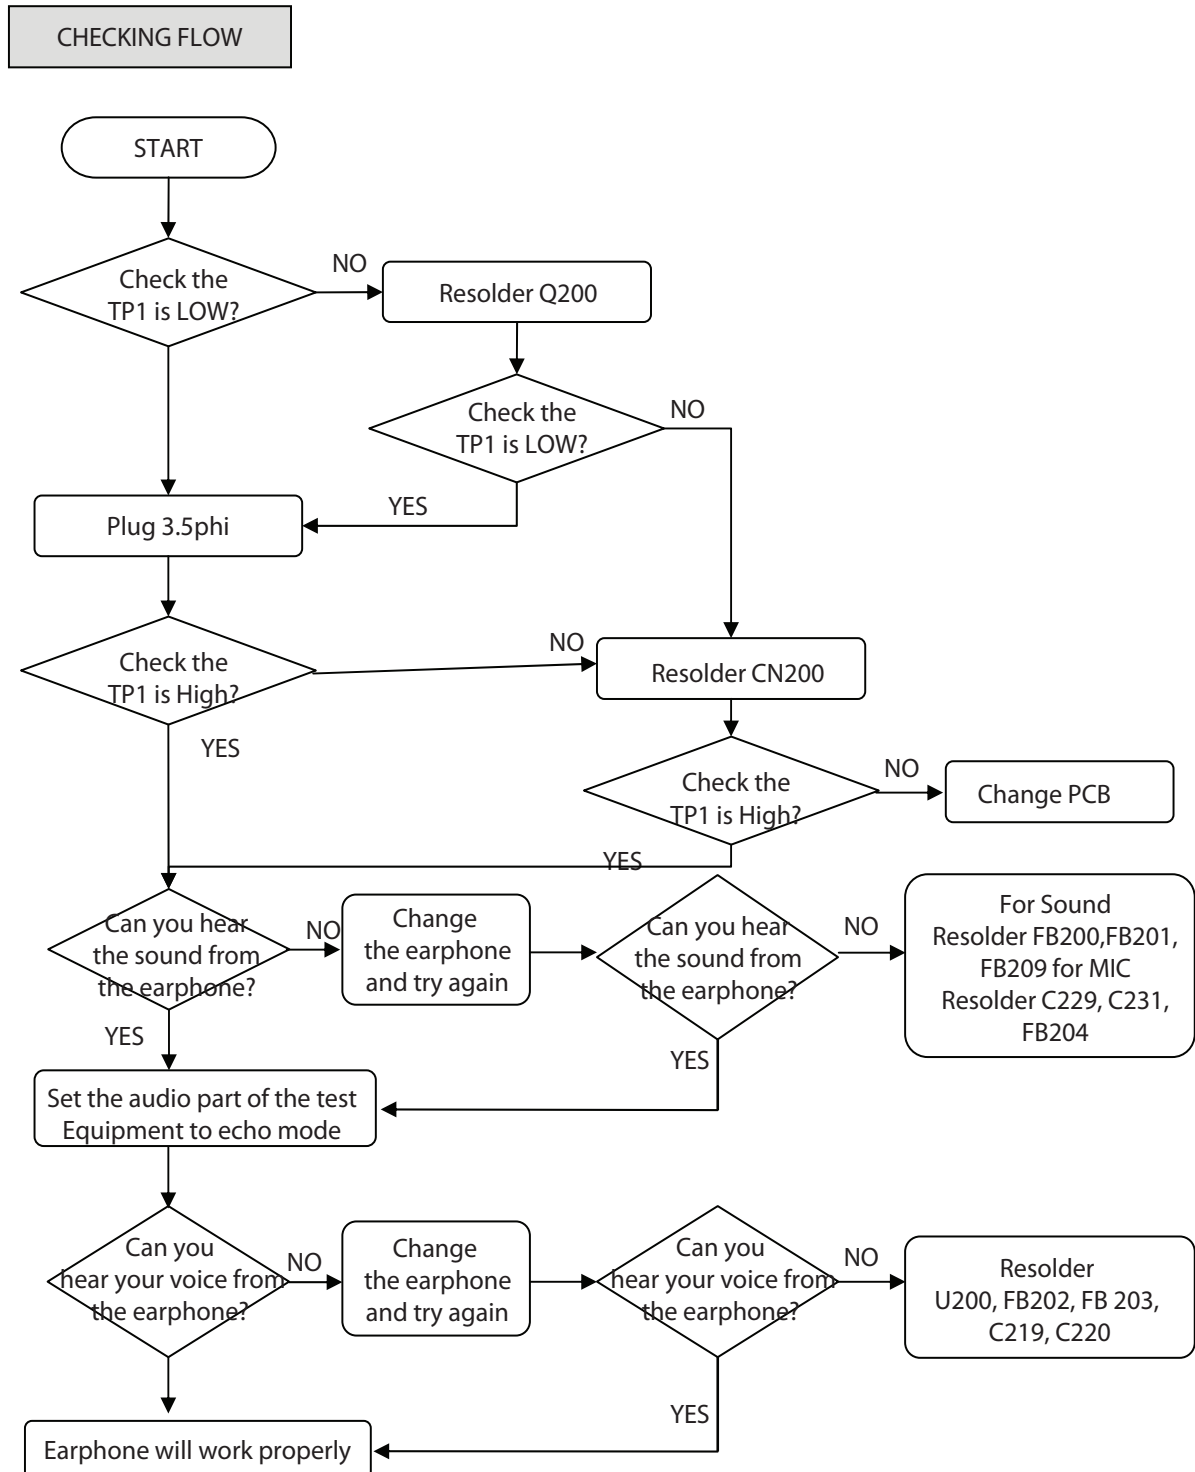 CHECKING FLOW
START
Check the
TP1 is LOW?
NO
Resolder Q200
Check the
TP1 is LOW?
NO
YES
Plug 3.5phi
Check the
TP1 is High?
NO
Resolder CN200
YES
Check the
TP1 is High?
NO
Change PCB
YES
Can you hear
the sound from
the earphone?
NO
Change
the earphone
and try again
Can you hear
the sound from
the earphone?
NO
For Sound
Resolder FB200,FB201,
FB209 for MIC
Resolder C229, C231,
FB204
YES
YES
Set the audio part of the test
Equipment to echo mode
Can you
hear your voice from
the earphone?
NO
Change
the earphone
and try again
Can you
hear your voice from
the earphone?
NO
Resolder
U200, FB202, FB 203,
C219, C220
YES
Earphone will work properly